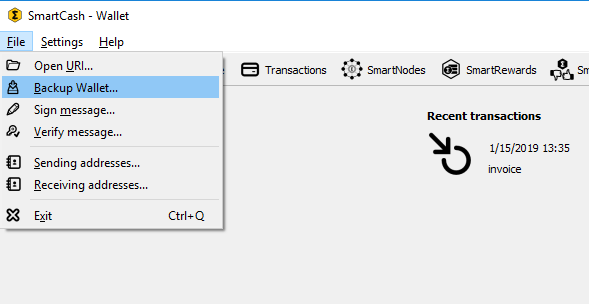 SmartCash - Wallet
File Settings Help
Transactions SmartNodes SmartRewards
Open URI...
Backup Wallet...
Sign message...
Verify message...
Sending addresses...
Receiving addresses...
Exit Ctrl+Q
Recent transactions
1/15/2019 13:35
invoice